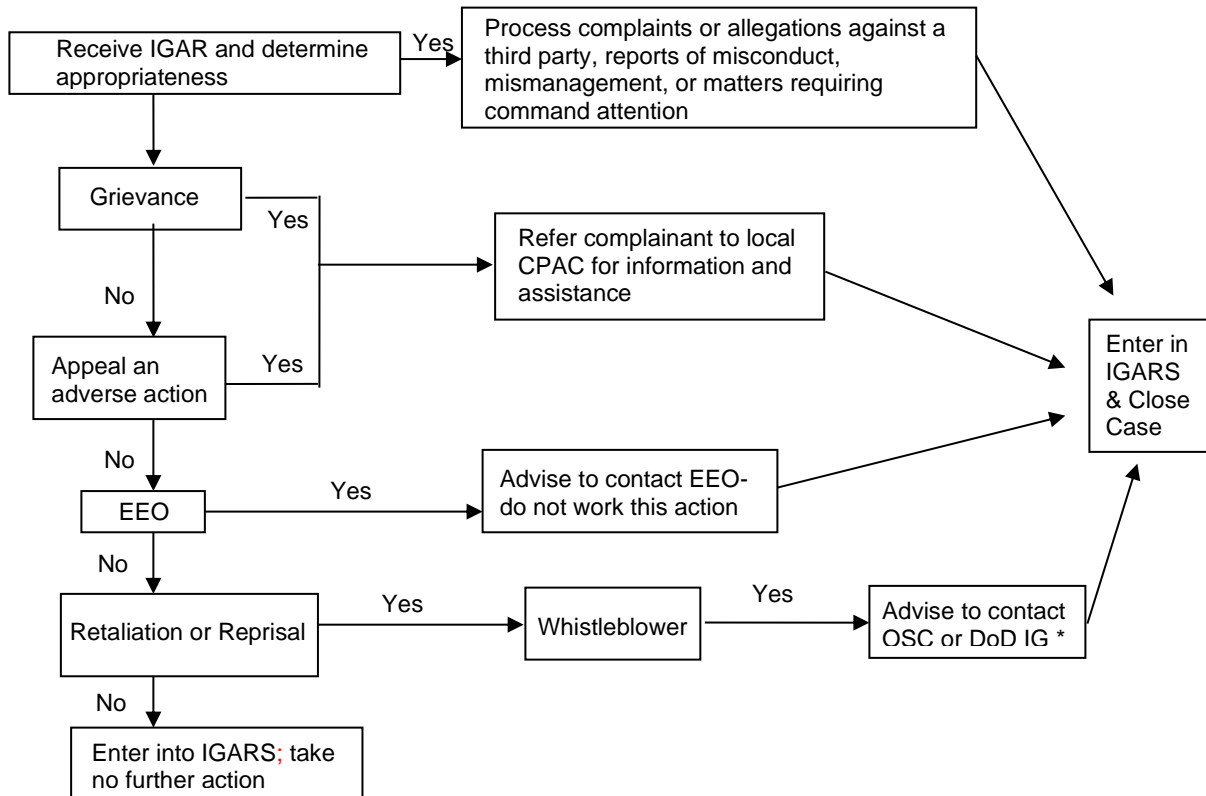 Receive IGAR and determine
appropriateness
Yes
Process complaints or allegations against a
third party, reports of misconduct,
mismanagement, or matters requiring
command attention
Grievance
Yes
Refer complainant to local
CPAC for information and
assistance
No
Appeal an
adverse action
Yes
Enter in
IGARS
& Close
Case
No
EEO
Yes
Advise to contact EEO-
do not work this action
No
Retaliation or Reprisal
Yes
Whistleblower
Yes
Advise to contact
OSC or DoD IG *
No
Enter into IGARS; take
no further action